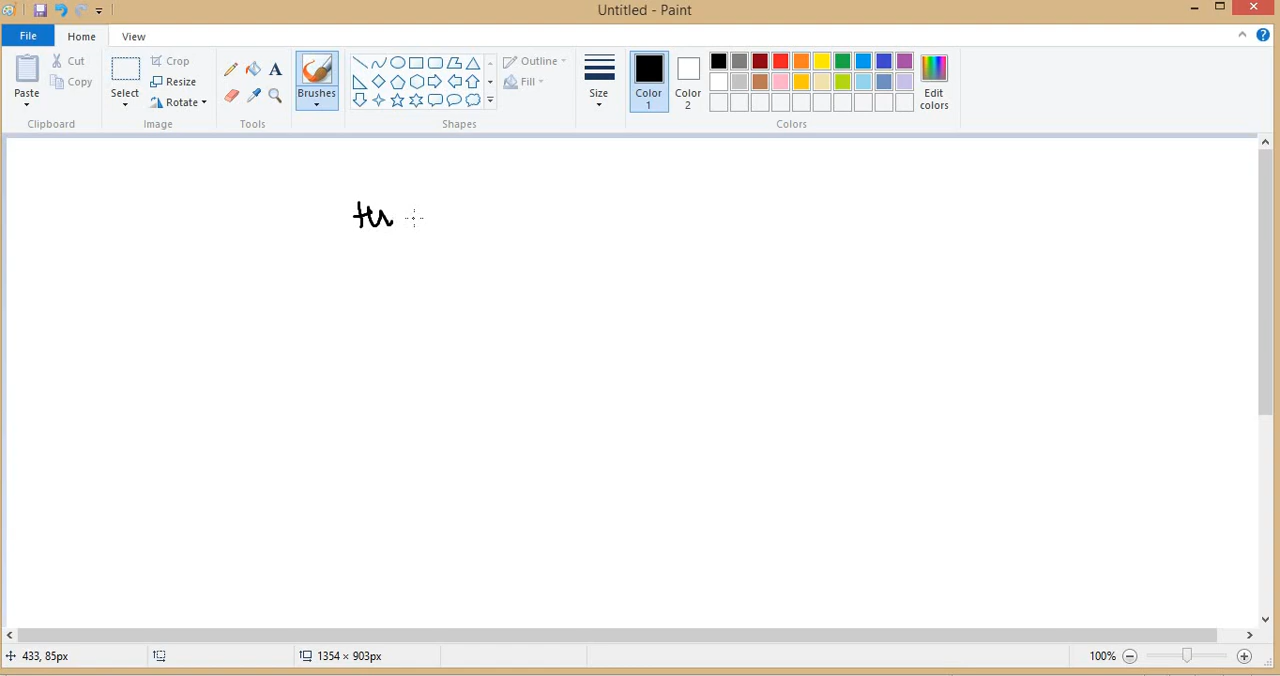 Untitled - Paint
File Home View
Paste
Cut
Copy
Clipboard
Select
Crop
Resize
Rotate
Image
A
Tools
Brushes
Shapes
Outline
Fill
Size
Color 1
Color 2
Edit colors
Colors
433, 85px
1354 × 903px
100%